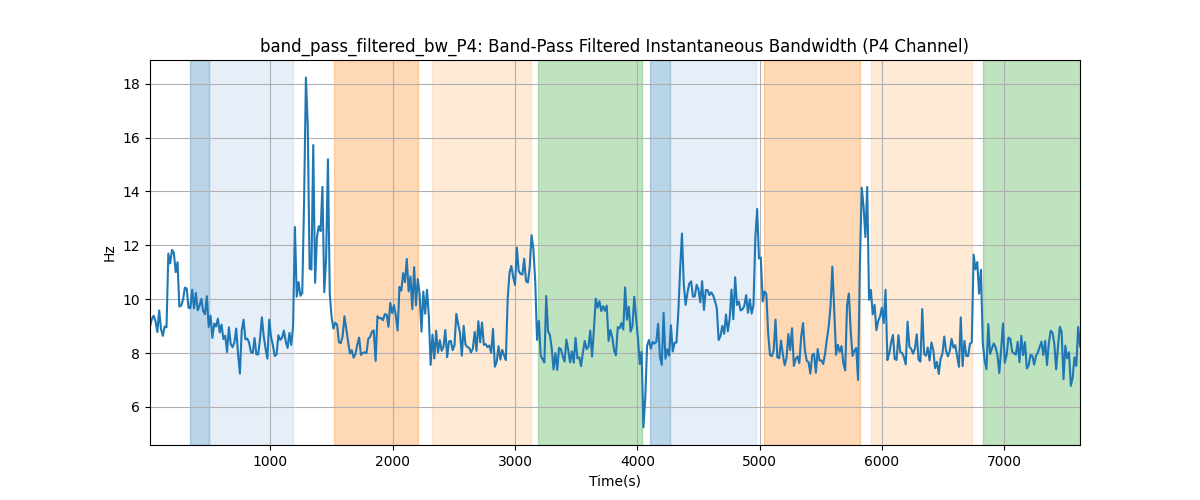 band_pass_filtered_bw_P4: Band-Pass Filtered Instantaneous Bandwidth (P4 Channel)
18
16
14
12
10
8
6
Hz
1000 2000 3000 4000 5000 6000 7000
Time(s)